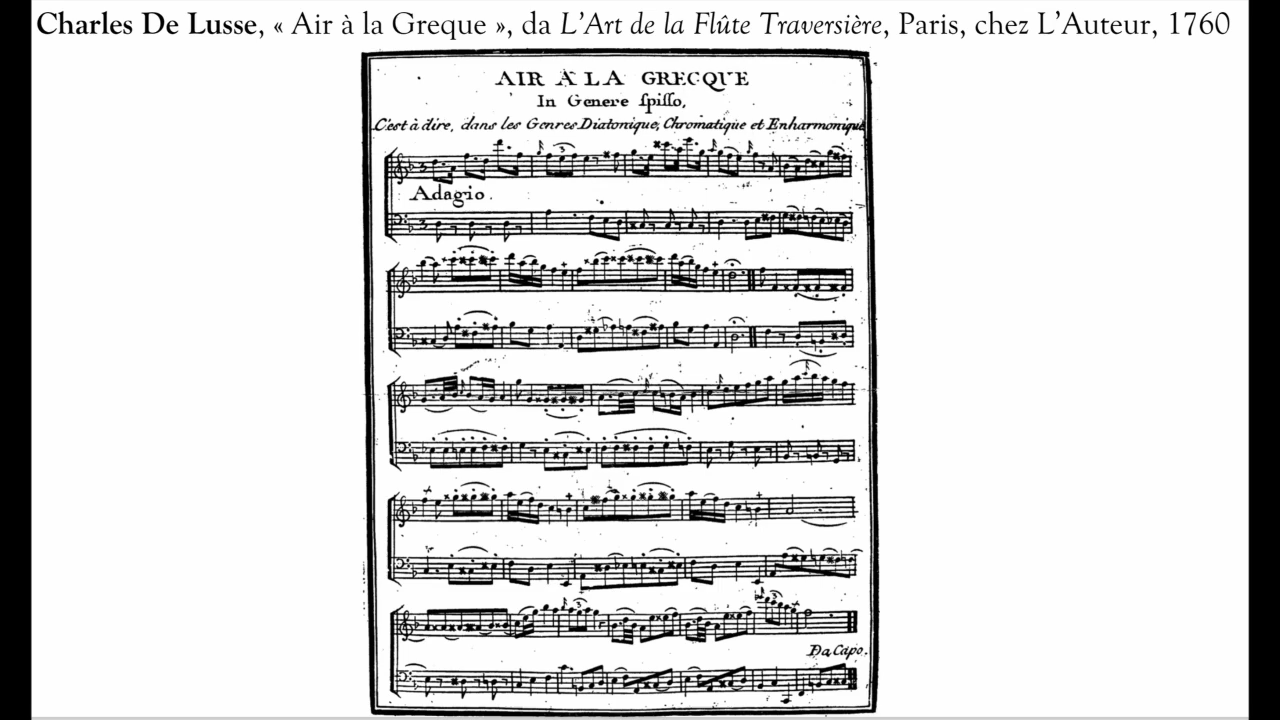 Charles De Lusse, « Air à la Greque », da L'Art de la Flûte Traversière, Paris, chez L'Auteur, 1760
AIR A LA GRECQUE
In Genere ſpiſſo,
C'est à dire, dans les Genres Diatonique, Chromatique et Enharmonique
Adagio.
Da Capo.